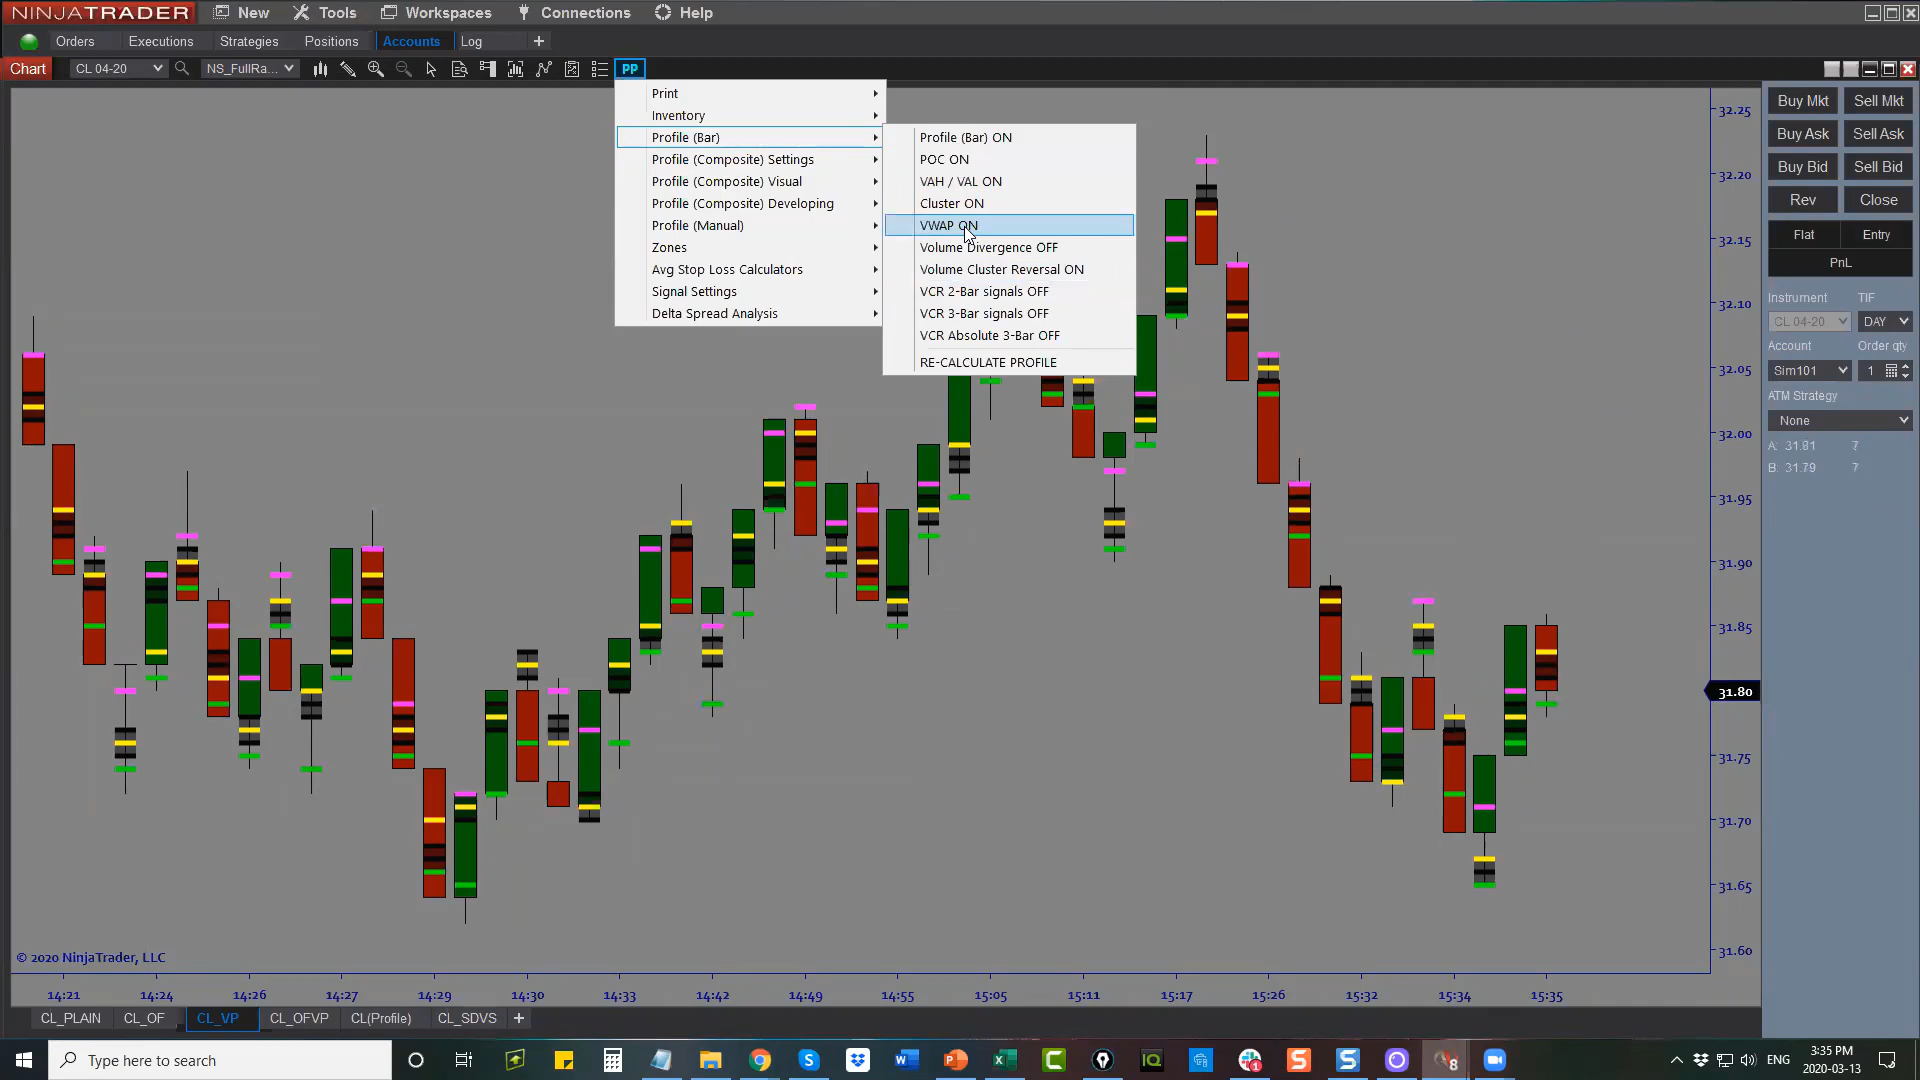 NINJATRADER New Tools Workspaces Connections Help
Orders Executions Strategies Positions Accounts Log +
Chart CL 04-20 NS_FullRa... PP
Print
Inventory
Profile (Bar)
Profile (Composite) Settings
Profile (Composite) Visual
Profile (Composite) Developing
Profile (Manual)
Zones
Avg Stop Loss Calculators
Signal Settings
Delta Spread Analysis
Profile (Bar) ON
POC ON
VAH / VAL ON
Cluster ON
VWAP ON
Volume Divergence OFF
Volume Cluster Reversal ON
VCR 2-Bar signals OFF
VCR 3-Bar signals OFF
VCR Absolute 3-Bar OFF
RE-CALCULATE PROFILE
32.25
32.20
32.15
32.10
32.05
32.00
31.95
31.90
31.85
31.80
31.75
31.70
31.65
31.60
Buy Mkt Sell Mkt
Buy Ask Sell Ask
Buy Bid Sell Bid
Rev Close
Flat Entry
PnL
Instrument TIF
CL 04-20 DAY
Account Order qty
Sim101 1
ATM Strategy
None
A: 31.81 7
B: 31.79 7
© 2020 NinjaTrader, LLC
14:21 14:24 14:26 14:27 14:29 14:30 14:33 14:42 14:49 14:55 15:05 15:11 15:17 15:26 15:32 15:34 15:35
CL_PLAIN CL_OF CL_VP CL_OFVP CL(Profile) CL_SDVS +
Type here to search
ENG
3:35 PM
2020-03-13